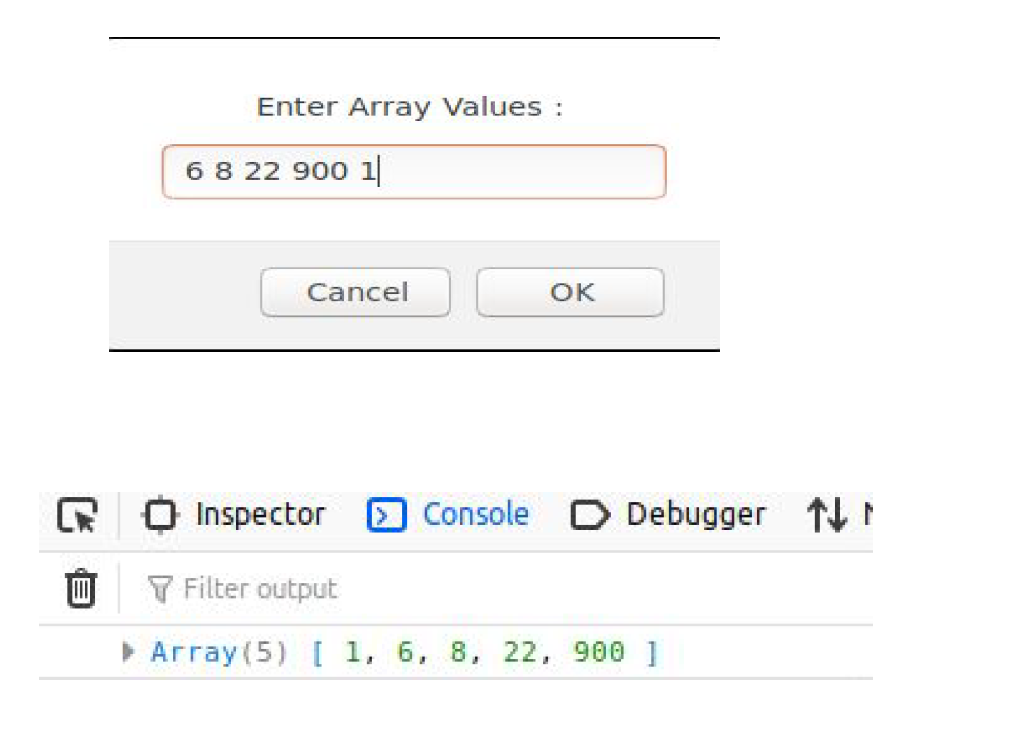 Enter Array Values :
6 8 22 900 1
Cancel OK
Inspector Console Debugger
Filter output
Array(5) [ 1, 6, 8, 22, 900 ]